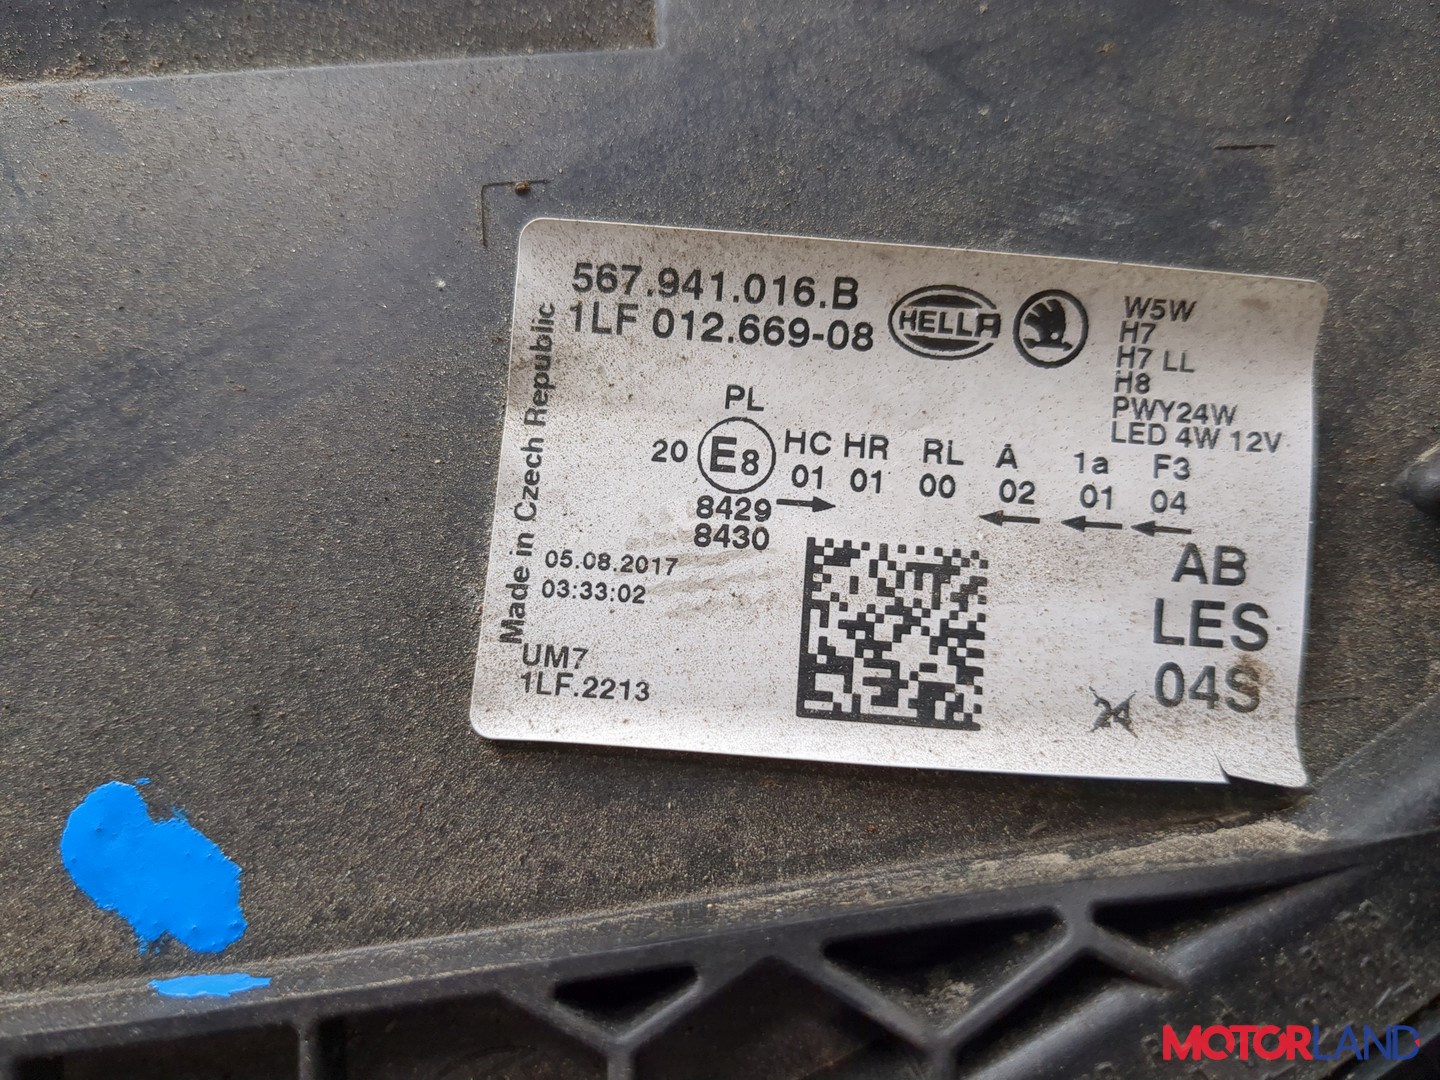 567.941.016.B
1LF 012.669-08
HELLA
W5W
H7
H7 LL
H8
PWY24W
LED 4W 12V
Made in Czech Republic
PL
20 E8 HC HR RL A 1a F3
01 01 00 02 01 04
8429
8430
05.08.2017
03:33:02
UM7
1LF.2213
AB
LES
04S
24
MOTORLAND